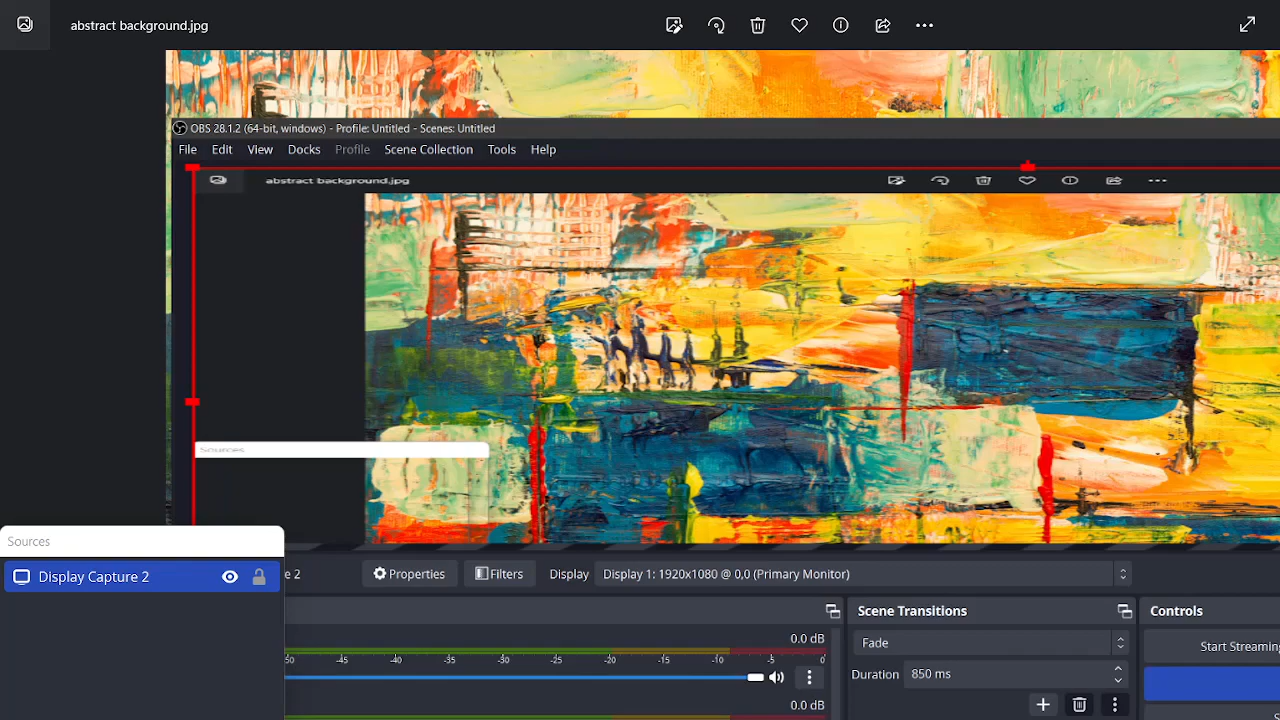 abstract background.jpg
OBS 28.1.2 (64-bit, windows) - Profile: Untitled - Scenes: Untitled
File Edit View Docks Profile Scene Collection Tools Help
abstract background.jpg
Sources
Sources
Display Capture 2
e 2 Properties Filters Display Display 1: 1920x1080 @ 0,0 (Primary Monitor)
Scene Transitions Controls
0.0 dB
Fade Start Streaming
-50 -45 -40 -35 -30 -25 -20 -15 -10 -5 0
Duration 850 ms
0.0 dB